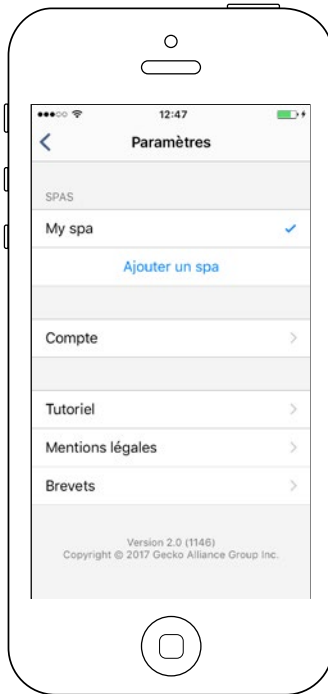 12:47
Paramètres
SPAS
My spa
Ajouter un spa
Compte
Tutoriel
Mentions légales
Brevets
Version 2.0 (1146)
Copyright © 2017 Gecko Alliance Group Inc.